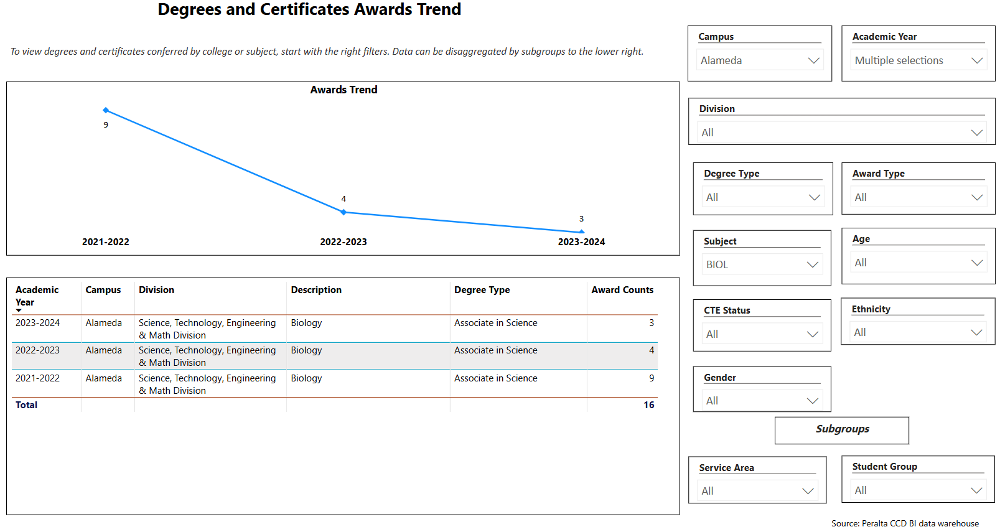 Degrees and Certificates Awards Trend
To view degrees and certificates conferred by college or subject, start with the right filters. Data can be disaggregated by subgroups to the lower right.
Awards Trend
9
4
3
2021-2022 2022-2023 2023-2024
Academic Year Campus Division Description Degree Type Award Counts
2023-2024 Alameda Science, Technology, Engineering Biology Associate in Science 3
& Math Division
2022-2023 Alameda Science, Technology, Engineering Biology Associate in Science 4
& Math Division
2021-2022 Alameda Science, Technology, Engineering Biology Associate in Science 9
& Math Division
Total 16
Campus
Alameda
Academic Year
Multiple selections
Division
All
Degree Type
All
Award Type
All
Subject
BIOL
Age
All
CTE Status
All
Ethnicity
All
Gender
All
Subgroups
Service Area
All
Student Group
All
Source: Peralta CCD BI data warehouse